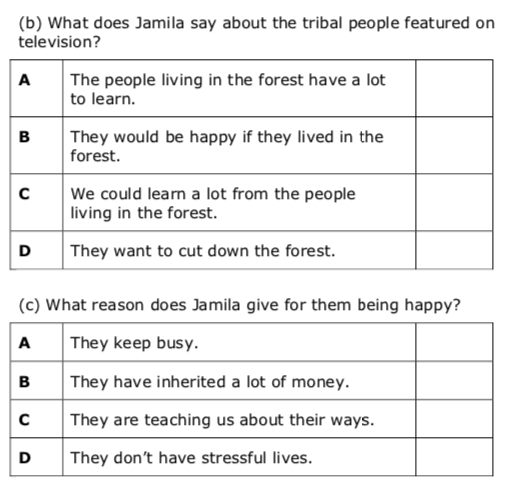 (b) What does Jamila say about the tribal people featured on
television?
A The people living in the forest have a lot
to learn.
B They would be happy if they lived in the
forest.
C We could learn a lot from the people
living in the forest.
D They want to cut down the forest.
(c) What reason does Jamila give for them being happy?
A They keep busy.
B They have inherited a lot of money.
C They are teaching us about their ways.
D They don't have stressful lives.